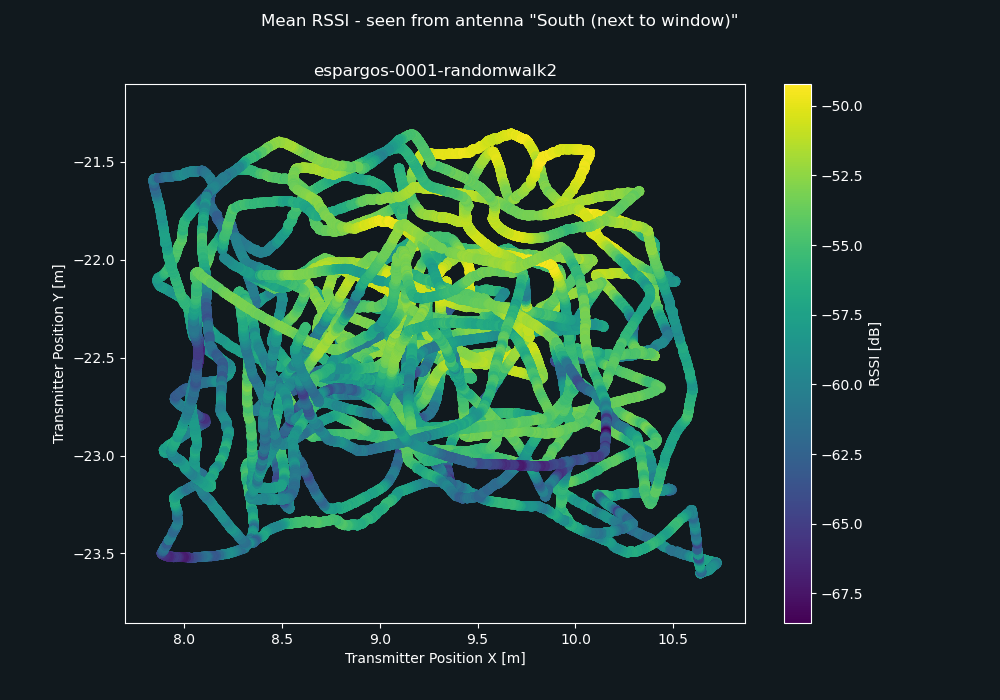 Mean RSSI - seen from antenna "South (next to window)"
espargos-0001-randomwalk2
−21.5
−22.0
−22.5
−23.0
−23.5
Transmitter Position Y [m]
8.0 8.5 9.0 9.5 10.0 10.5
Transmitter Position X [m]
−50.0
−52.5
−55.0
−57.5
−60.0
−62.5
−65.0
−67.5
RSSI [dB]